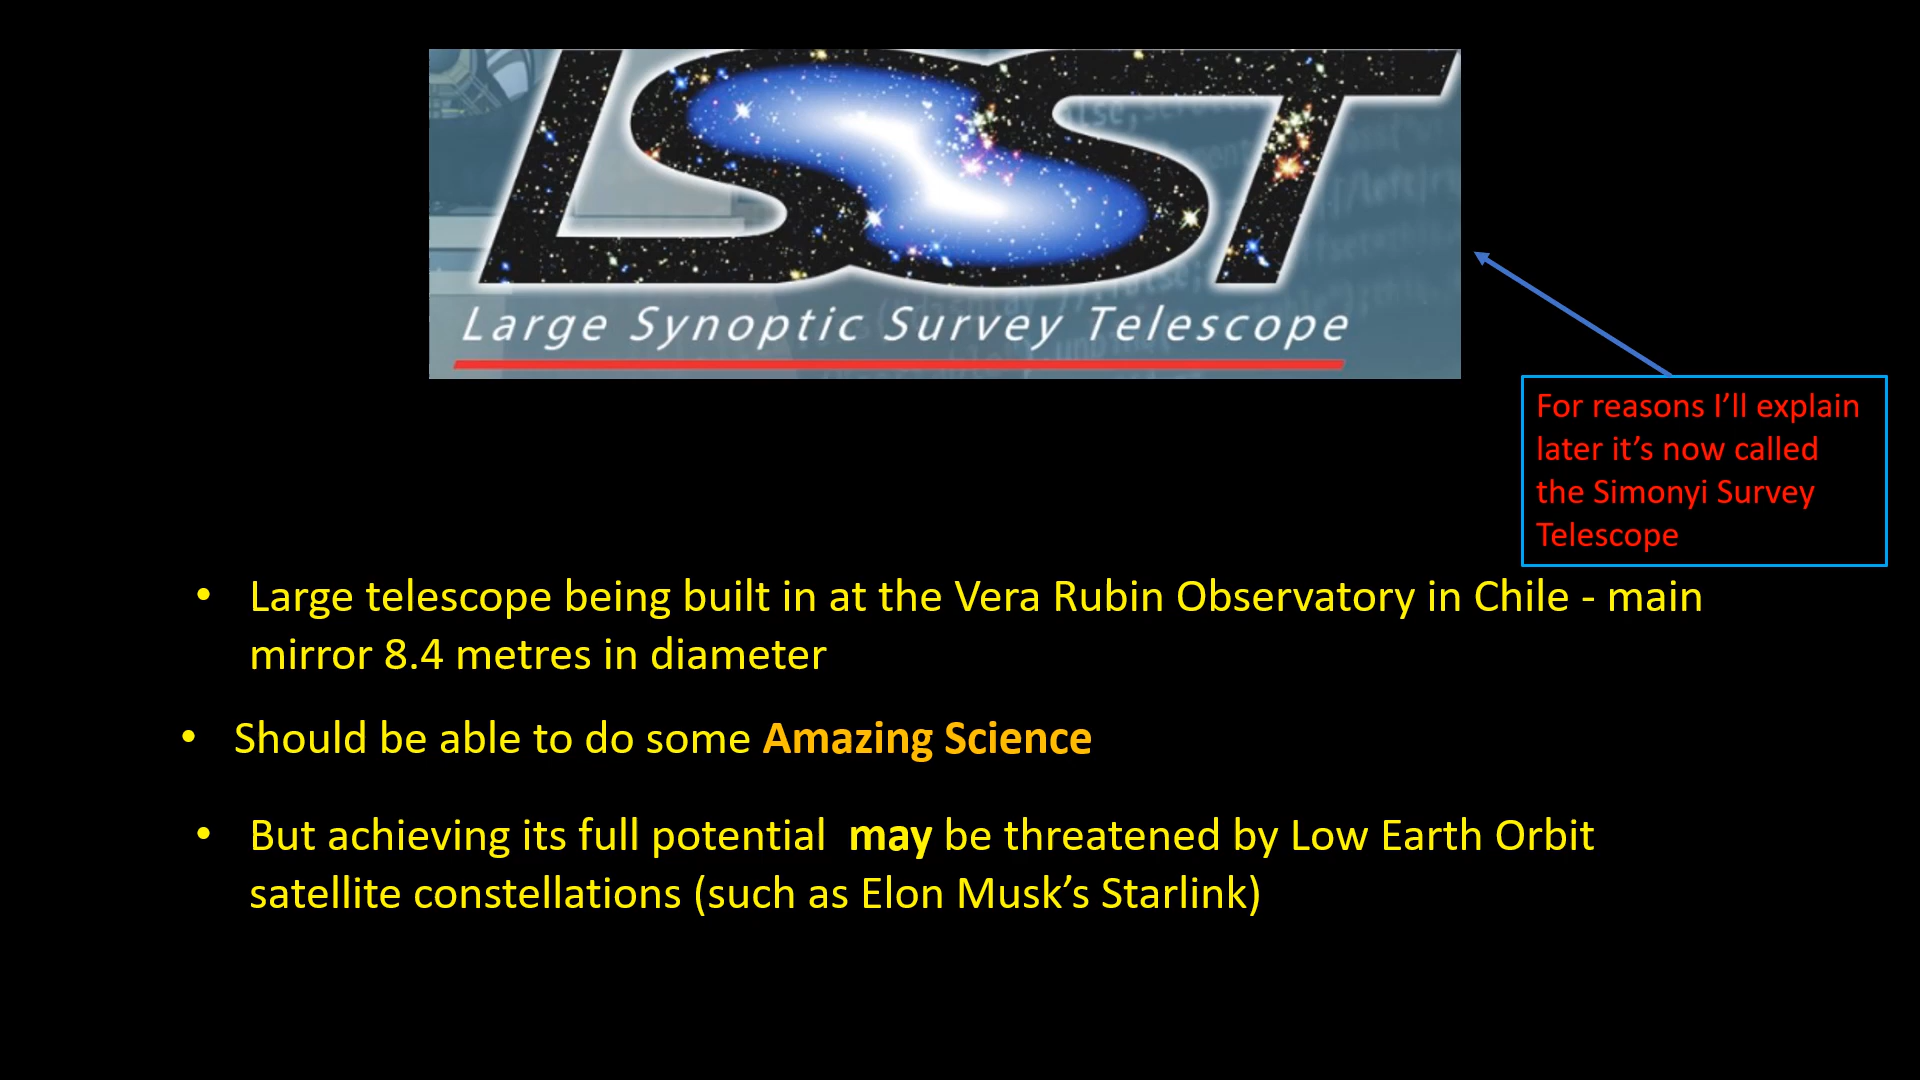 LSST
Large Synoptic Survey Telescope
For reasons I’ll explain
later it’s now called
the Simonyi Survey
Telescope
• Large telescope being built in at the Vera Rubin Observatory in Chile - main
mirror 8.4 metres in diameter
• Should be able to do some Amazing Science
• But achieving its full potential  may be threatened by Low Earth Orbit
satellite constellations (such as Elon Musk’s Starlink)